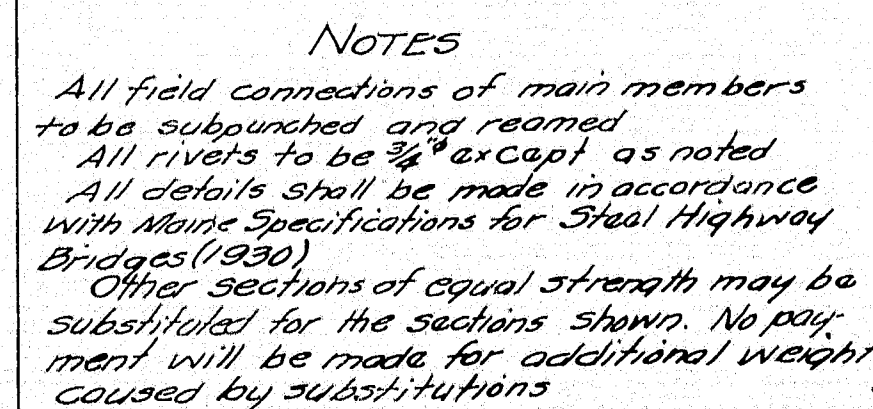 NOTES
All field connections of main members
to be subpunched and reamed
All rivets to be 3/4"ø except as noted
All details shall be made in accordance
with Maine Specifications for Steel Highway
Bridges (1930)
Other sections of equal strength may be
substituted for the sections shown. No pay-
ment will be made for additional weight
caused by substitutions